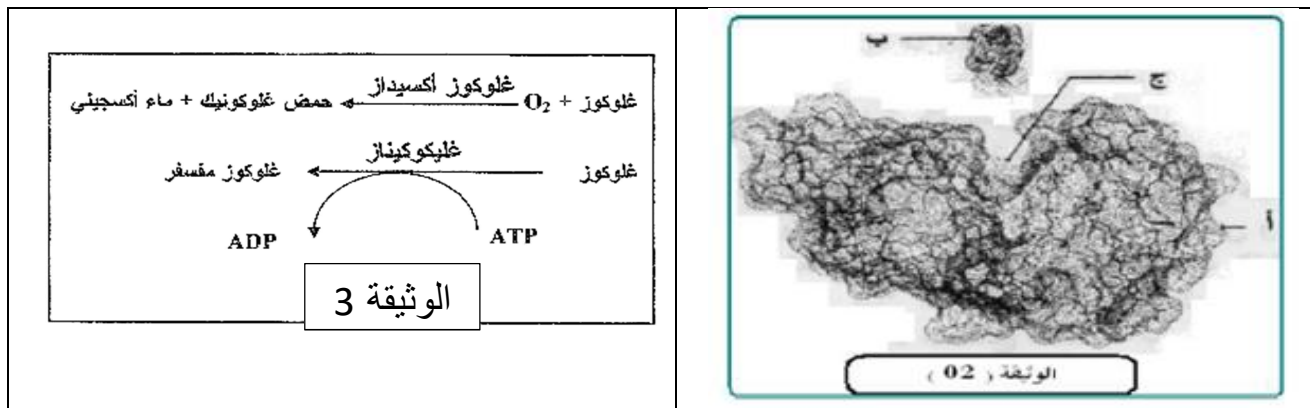 ب
ج
أ
الوثيقة ( 02 )
غلوكوز + O₂ غلوكوز أكسيداز حمض غلوكونيك + ماء أكسجيني
غليكوكيناز
غلوكوز غلوكوز مفسفر
ATP ADP
الوثيقة 3